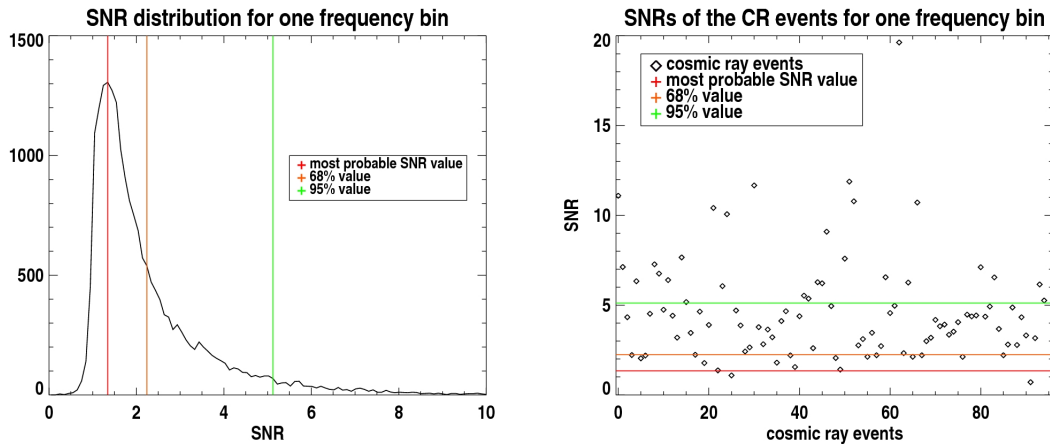 SNR distribution for one frequency bin
1500
1000
500
0
0 2 4 6 8 10
SNR
most probable SNR value
68% value
95% value
SNRs of the CR events for one frequency bin
20
15
10
5
0
SNR
0 20 40 60 80
cosmic ray events
cosmic ray events
most probable SNR value
68% value
95% value